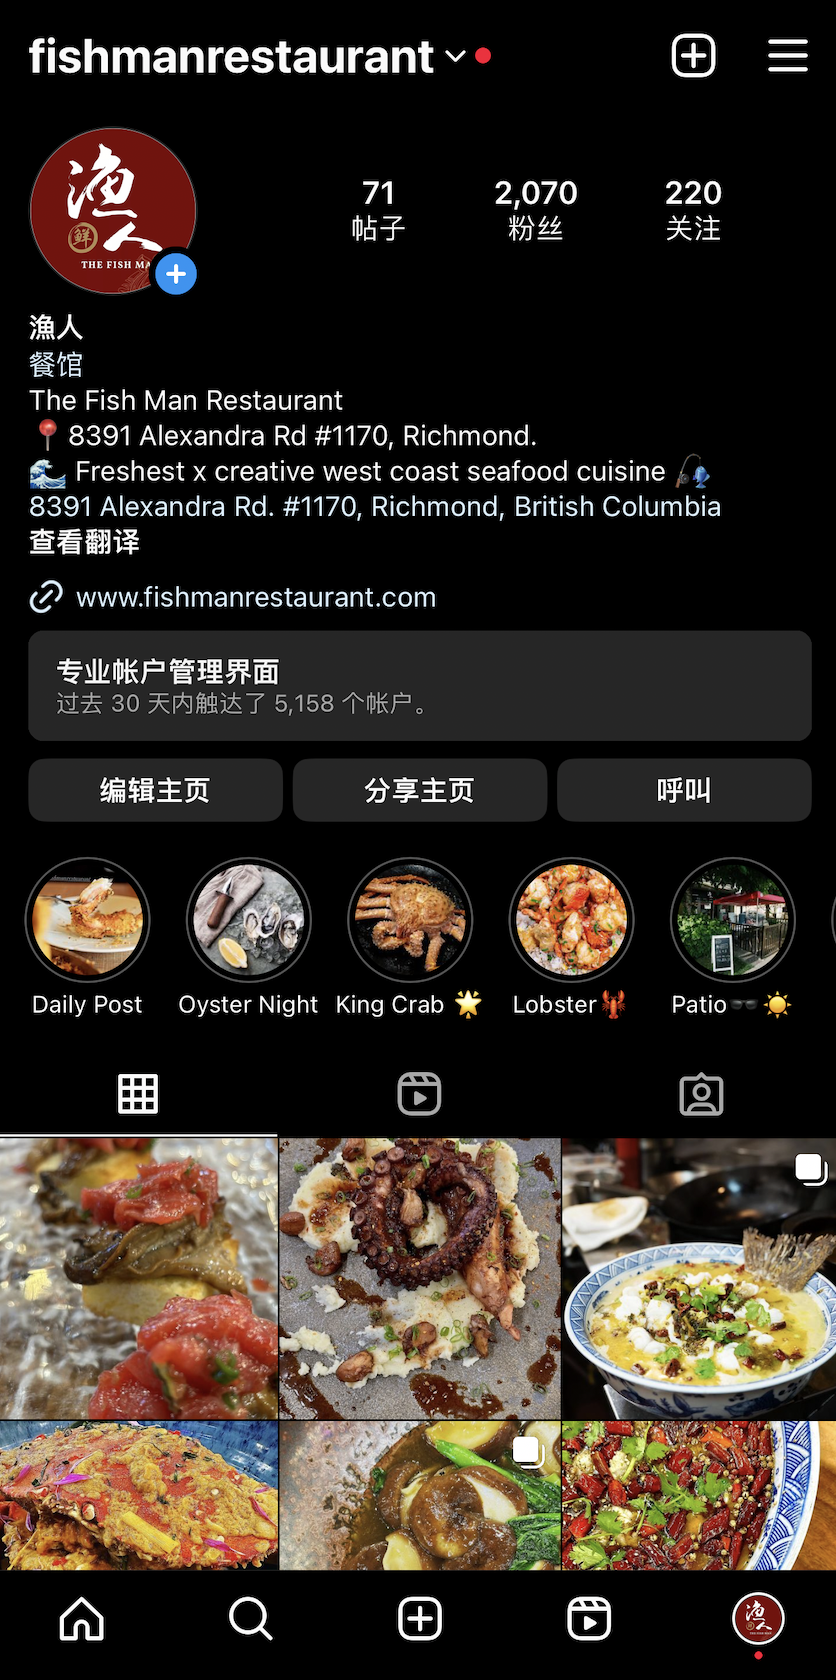 fishmanrestaurant
渔人
鲜
THE FISH MA
71
帖子
2,070
粉丝
220
关注
漁人
餐馆
The Fish Man Restaurant
📍 8391 Alexandra Rd #1170, Richmond.
🌊 Freshest x creative west coast seafood cuisine 🎣
8391 Alexandra Rd. #1170, Richmond, British Columbia
查看翻译
www.fishmanrestaurant.com
专业帐户管理界面
过去 30 天内触达了 5,158 个帐户。
编辑主页
分享主页
呼叫
Daily Post
Oyster Night
King Crab 🌟
Lobster🦞
Patio🕶️☀️